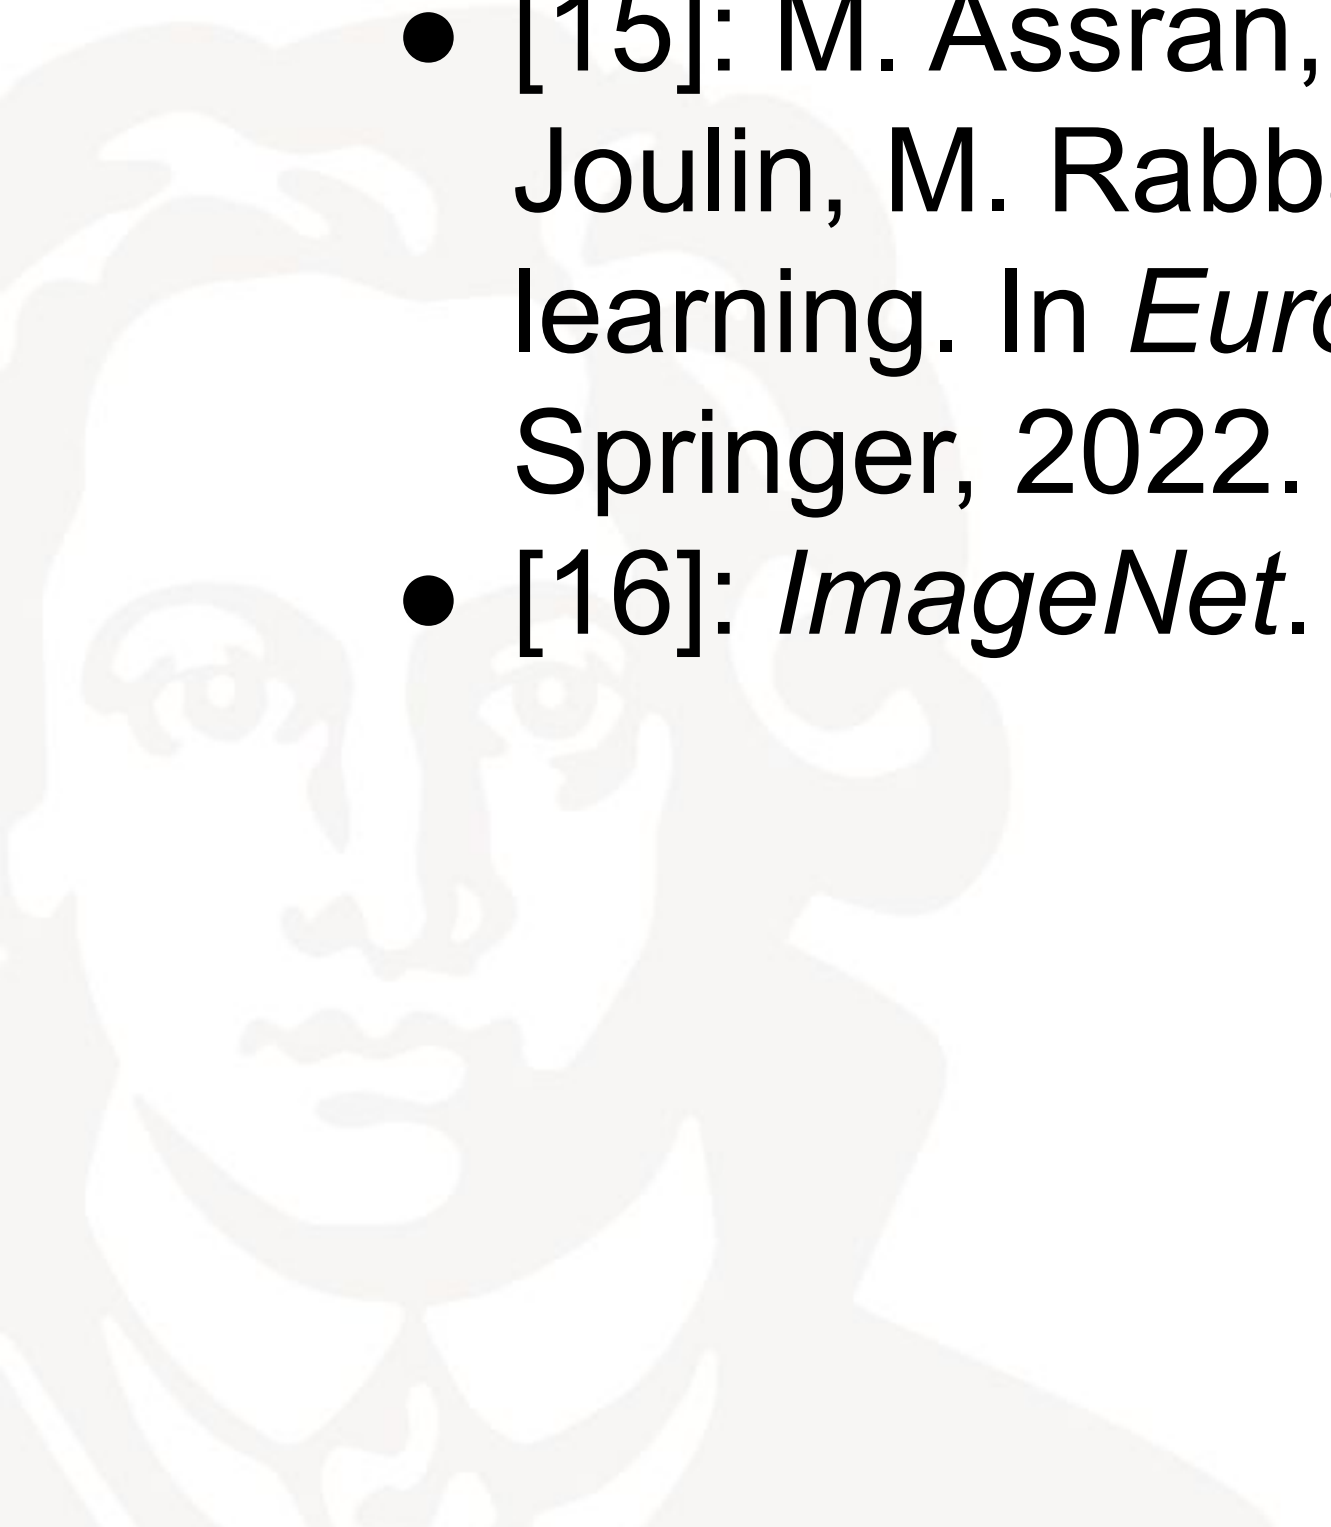 ● [15]: M. Assran,
Joulin, M. Rabb
learning. In Euro
Springer, 2022.
● [16]: ImageNet.